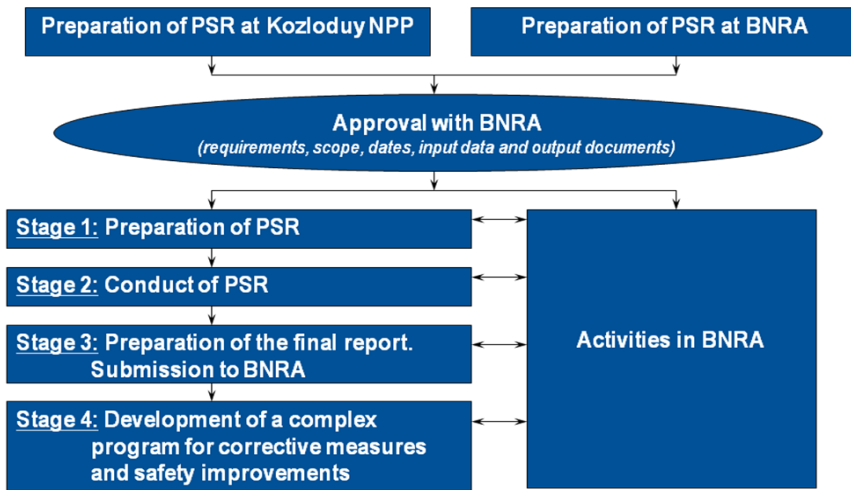 Preparation of PSR at Kozloduy NPP
Preparation of PSR at BNRA
Approval with BNRA
(requirements, scope, dates, input data and output documents)
Stage 1: Preparation of PSR
Stage 2: Conduct of PSR
Stage 3: Preparation of the final report.
Submission to BNRA
Stage 4: Development of a complex
program for corrective measures
and safety improvements
Activities in BNRA